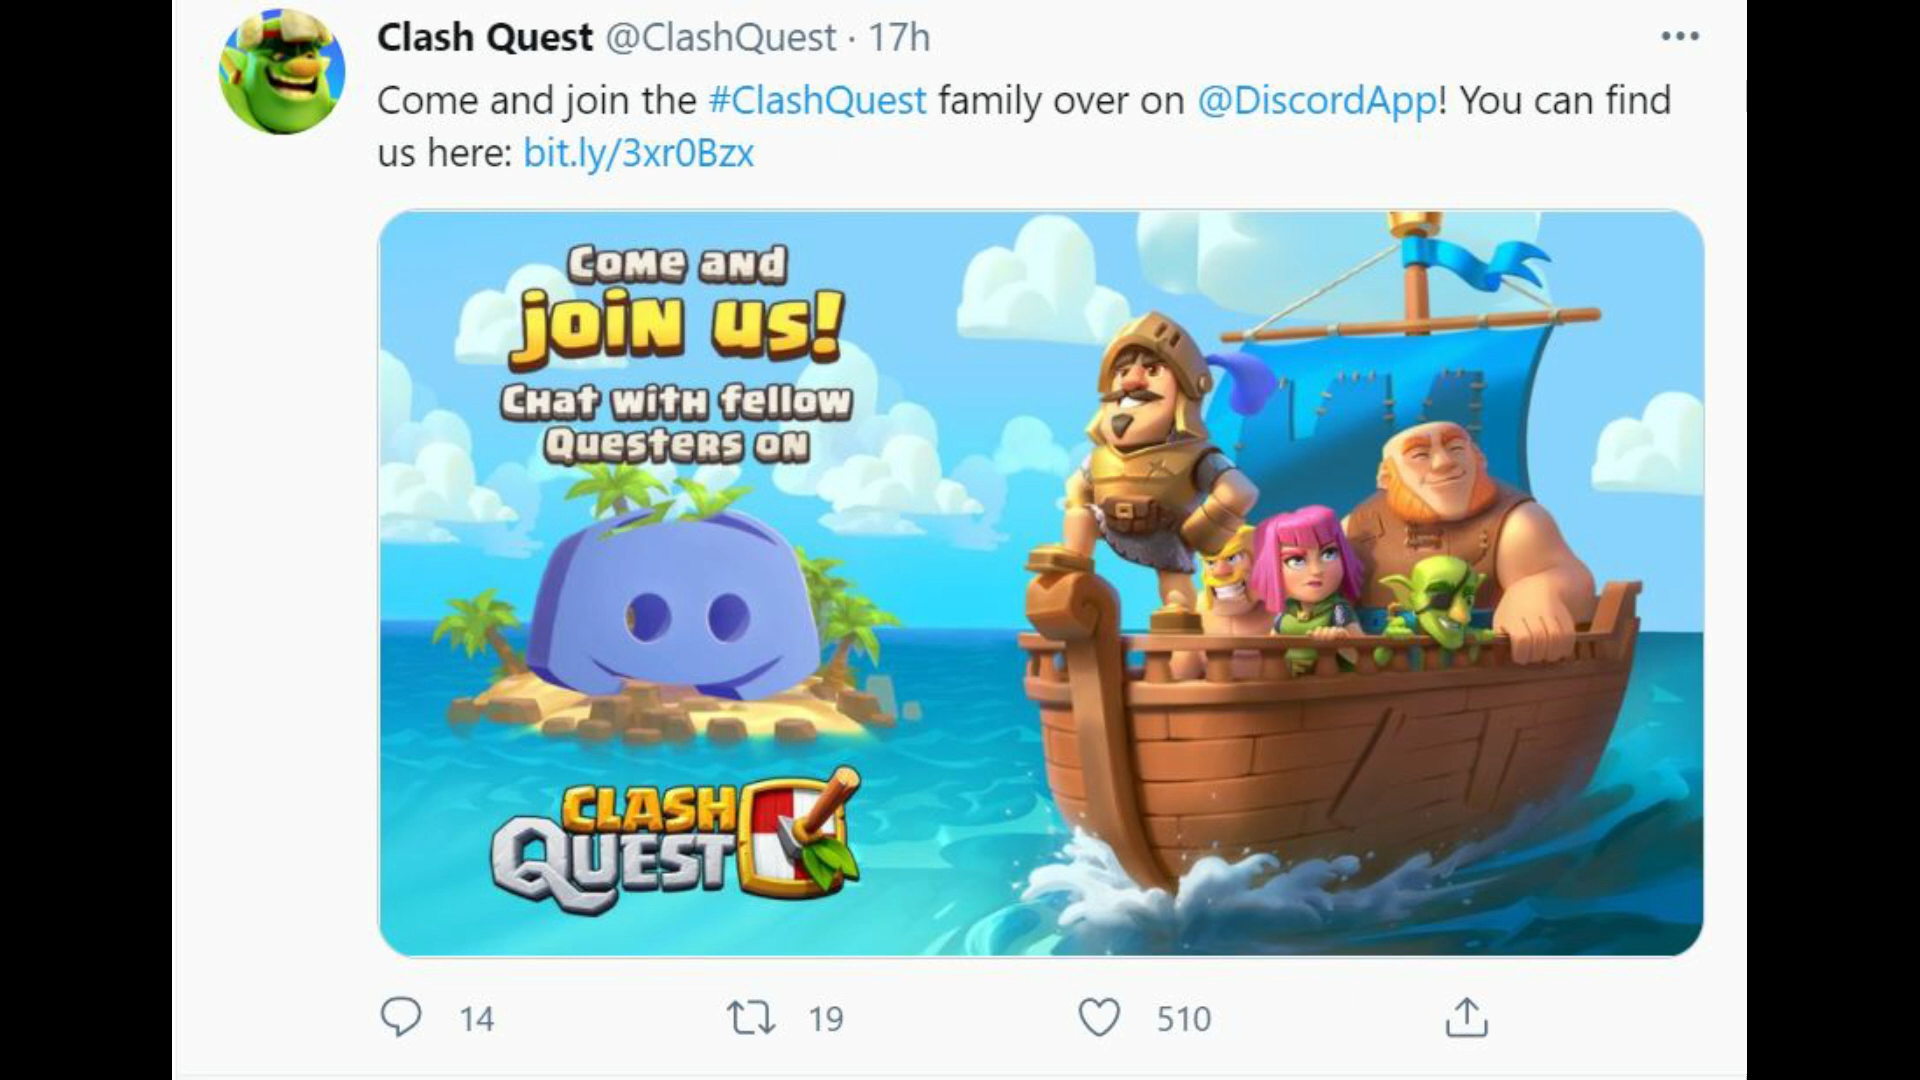 Clash Quest @ClashQuest · 17h
Come and join the #ClashQuest family over on @DiscordApp! You can find
us here: bit.ly/3xr0Bzx
Come and
join us!
Chat with fellow
Questers on
CLASH
QUEST
14 19 510